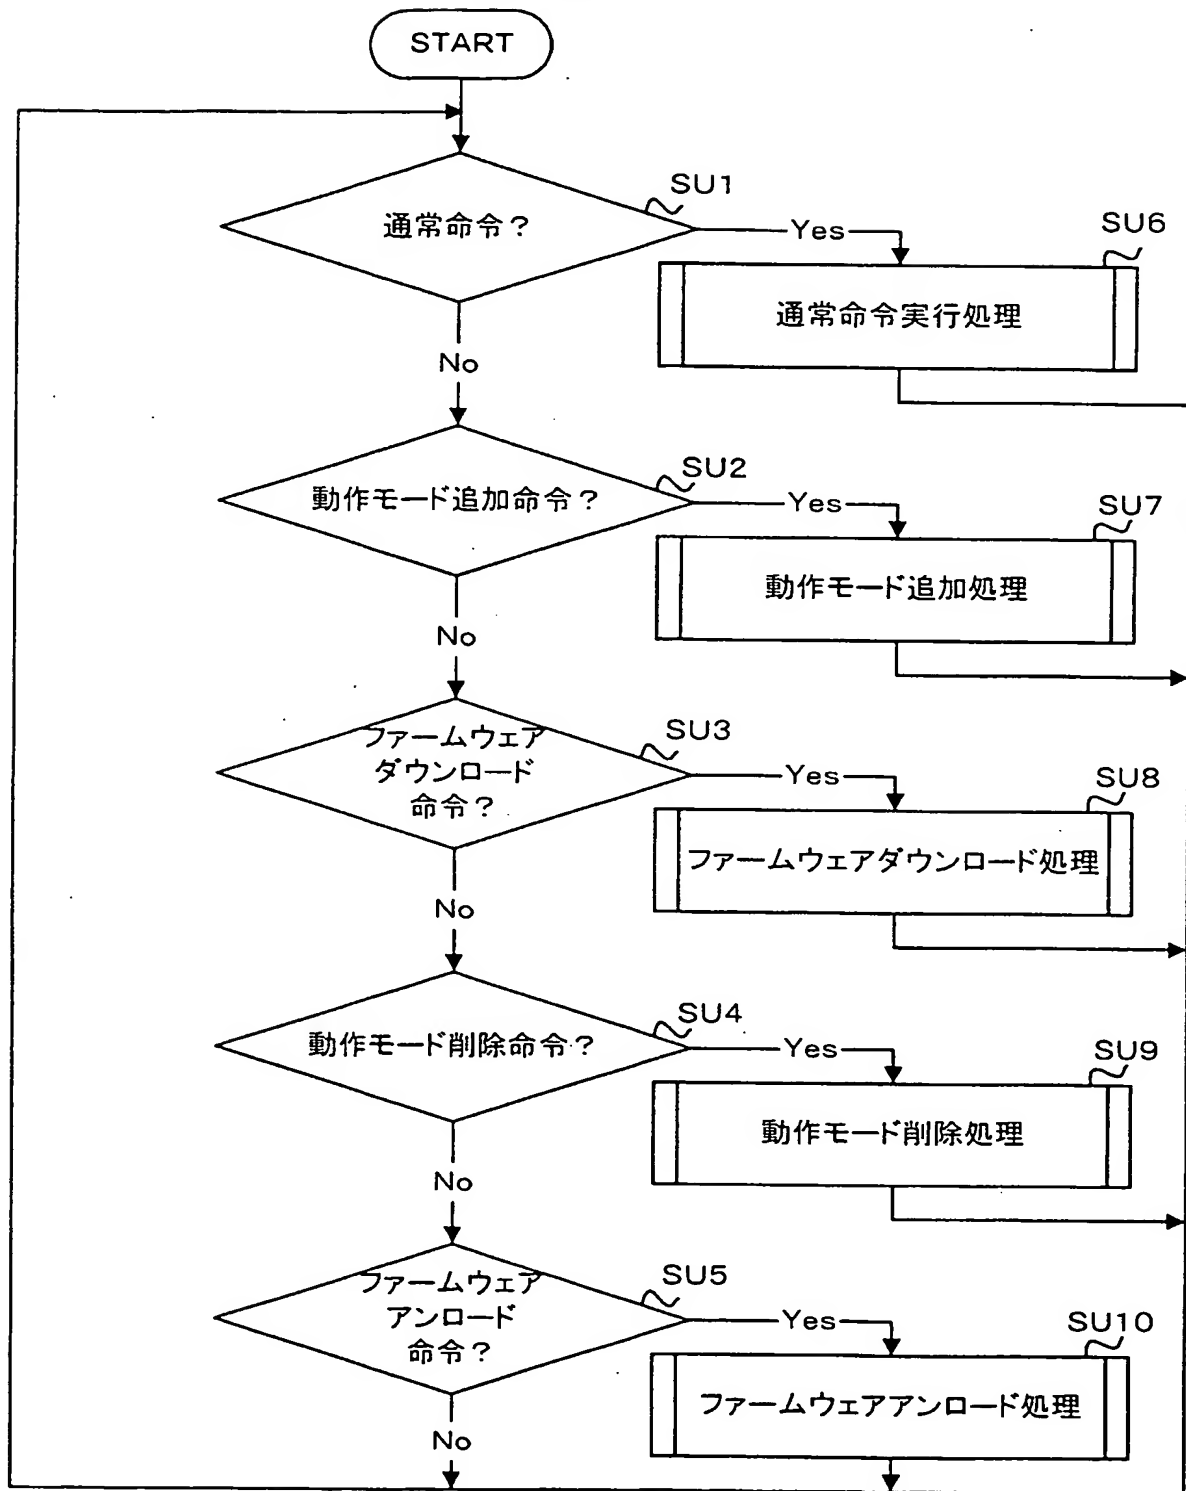 START
SU1
通常命令？
Yes
SU6
通常命令実行処理
No
SU2
動作モード追加命令？
Yes
SU7
動作モード追加処理
No
SU3
ファームウェア
ダウンロード
命令？
Yes
SU8
ファームウェアダウンロード処理
No
SU4
動作モード削除命令？
Yes
SU9
動作モード削除処理
No
SU5
ファームウェア
アンロード
命令？
Yes
SU10
ファームウェアアンロード処理
No